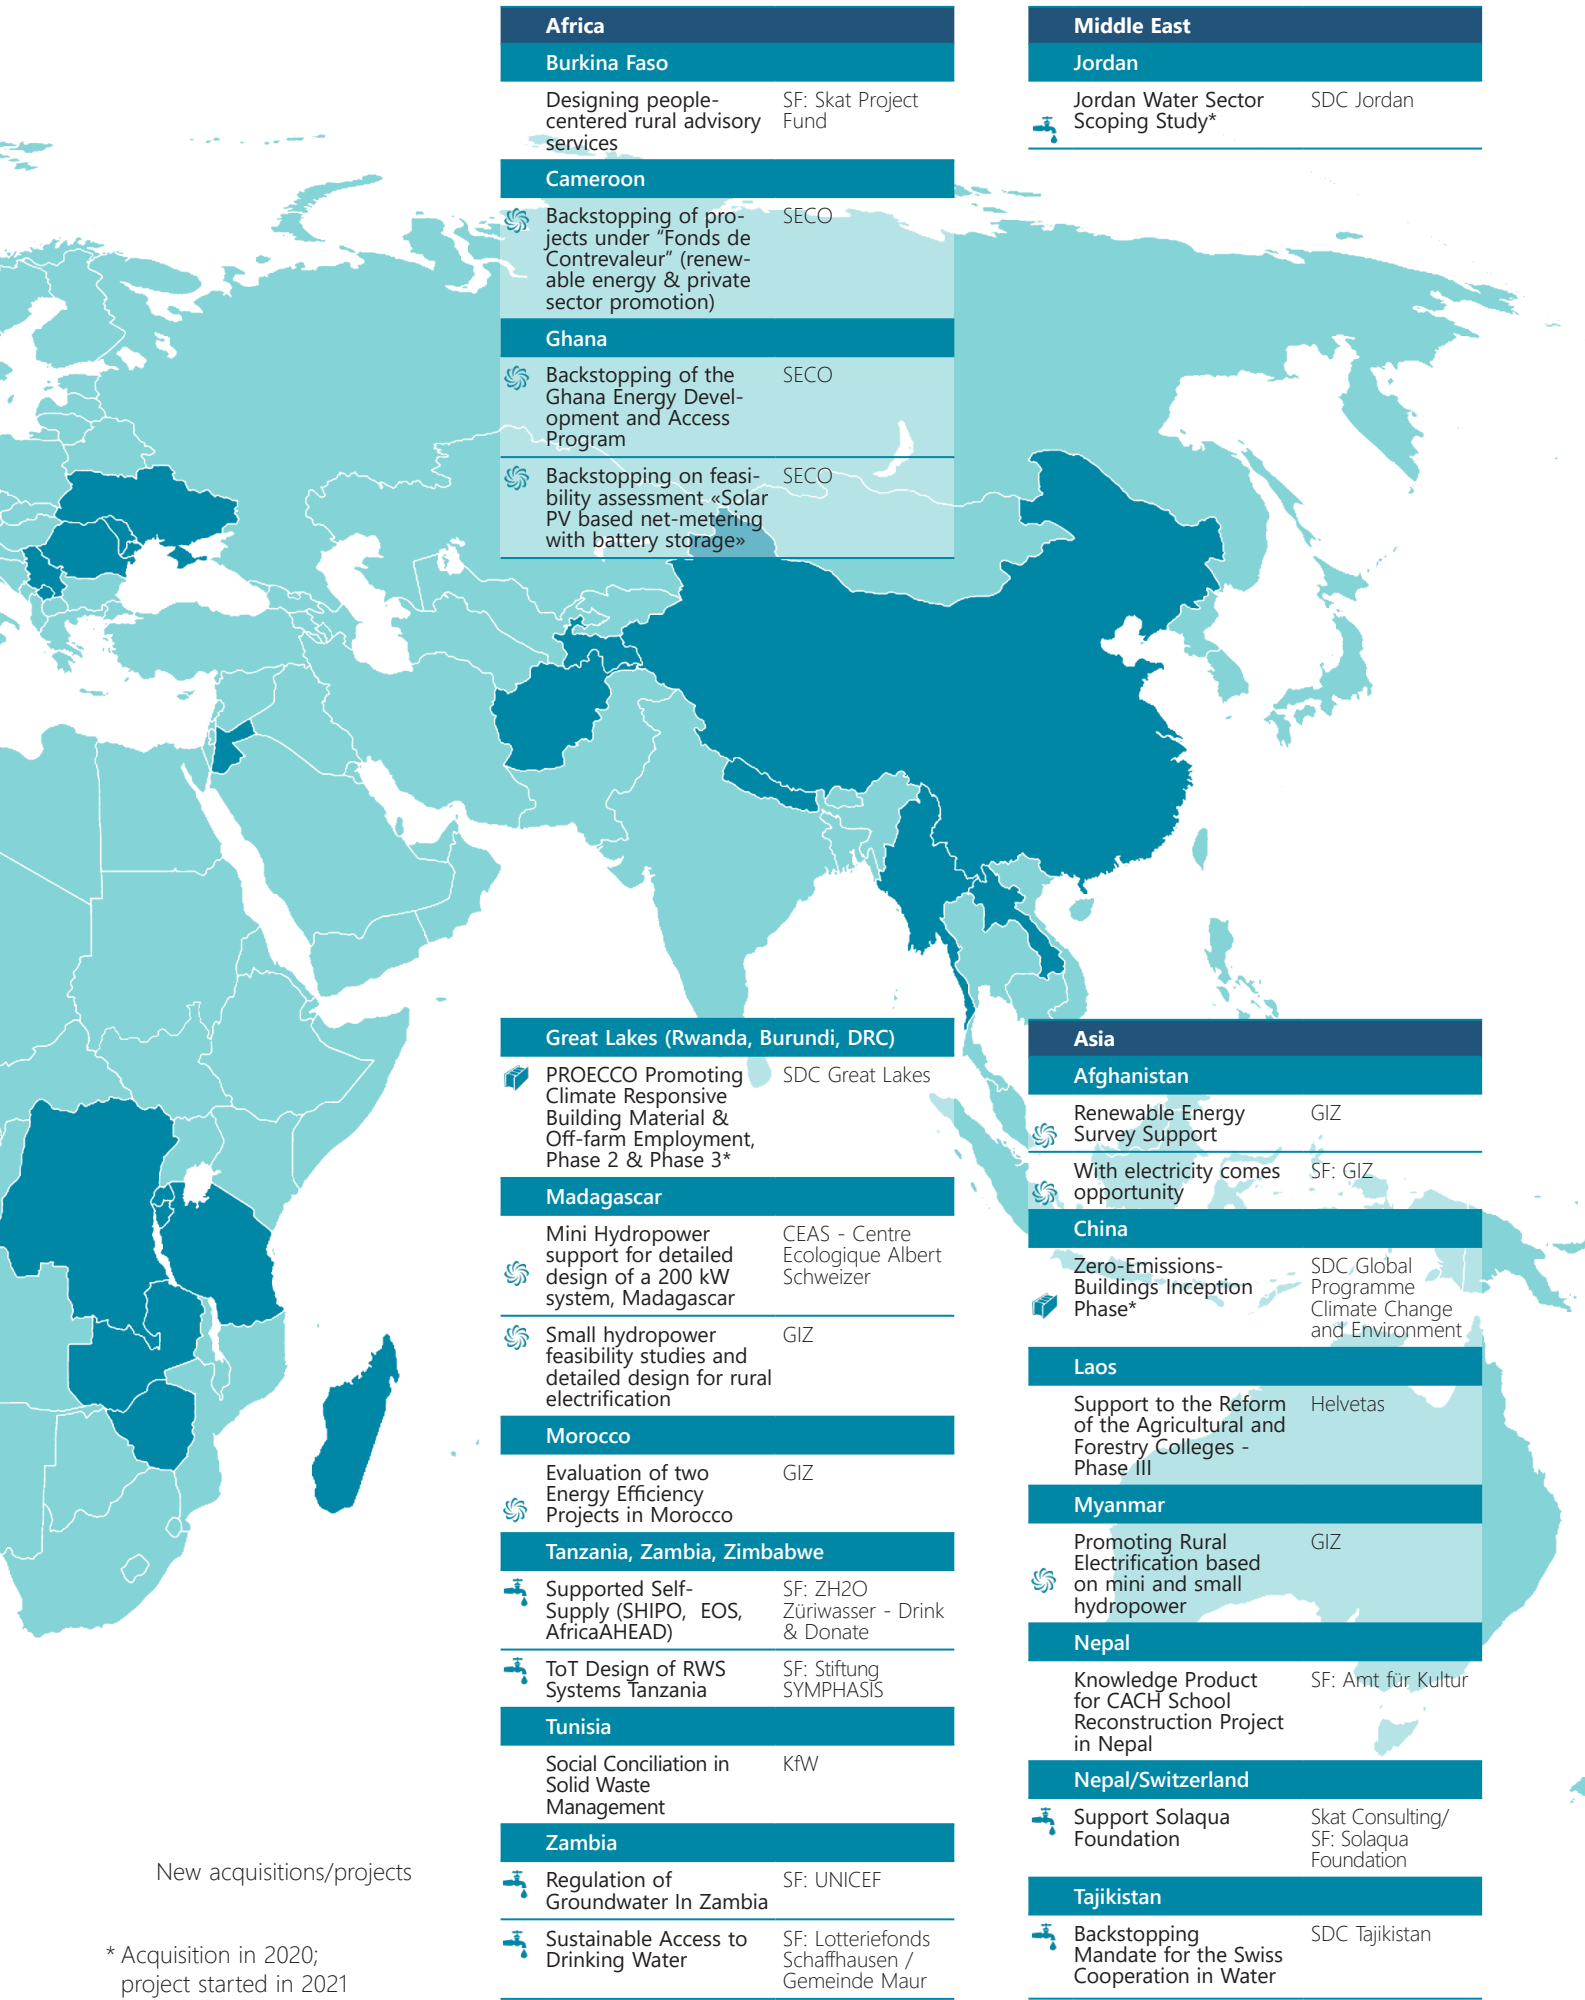 Africa
Burkina Faso
Designing people-
centered rural advisory
services
SF: Skat Project
Fund
Cameroon
Backstopping of pro-
jects under "Fonds de
Contrevaleur" (renew-
able energy & private
sector promotion)
SECO
Ghana
Backstopping of the
Ghana Energy Devel-
opment and Access
Program
SECO
Backstopping on feasi-
bility assessment «Solar
PV based net-metering
with battery storage»
SECO
Middle East
Jordan
Jordan Water Sector
Scoping Study*
SDC Jordan
Great Lakes (Rwanda, Burundi, DRC)
PROECCO Promoting
Climate Responsive
Building Material &
Off-farm Employment,
Phase 2 & Phase 3*
SDC Great Lakes
Madagascar
Mini Hydropower
support for detailed
design of a 200 kW
system, Madagascar
CEAS - Centre
Ecologique Albert
Schweizer
Small hydropower
feasibility studies and
detailed design for rural
electrification
GIZ
Morocco
Evaluation of two
Energy Efficiency
Projects in Morocco
GIZ
Tanzania, Zambia, Zimbabwe
Supported Self-
Supply (SHIPO, EOS,
AfricaAHEAD)
SF: ZH2O
Züriwasser - Drink
& Donate
ToT Design of RWS
Systems Tanzania
SF: Stiftung
SYMPHASIS
Tunisia
Social Conciliation in
Solid Waste
Management
KfW
Zambia
Regulation of
Groundwater In Zambia
SF: UNICEF
Sustainable Access to
Drinking Water
SF: Lotteriefonds
Schaffhausen /
Gemeinde Maur
Asia
Afghanistan
Renewable Energy
Survey Support
GIZ
With electricity comes
opportunity
SF: GIZ
China
Zero-Emissions-
Buildings Inception
Phase*
SDC Global
Programme
Climate Change
and Environment
Laos
Support to the Reform
of the Agricultural and
Forestry Colleges -
Phase III
Helvetas
Myanmar
Promoting Rural
Electrification based
on mini and small
hydropower
GIZ
Nepal
Knowledge Product
for CACH School
Reconstruction Project
in Nepal
SF: Amt für Kultur
Nepal/Switzerland
Support Solaqua
Foundation
Skat Consulting/
SF: Solaqua
Foundation
Tajikistan
Backstopping
Mandate for the Swiss
Cooperation in Water
SDC Tajikistan
New acquisitions/projects
* Acquisition in 2020;
project started in 2021